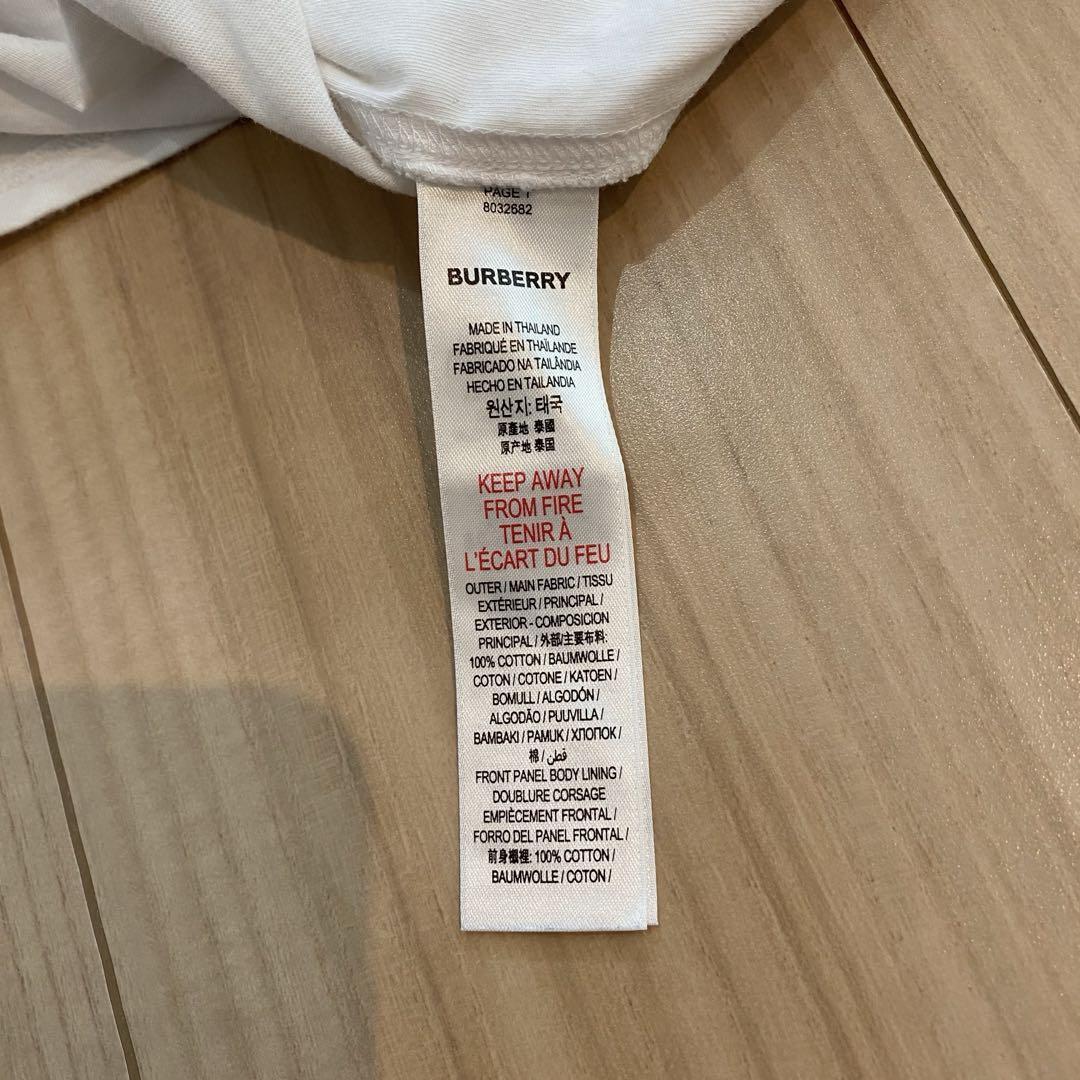 PAGE 1
8032682
BURBERRY
MADE IN THAILAND
FABRIQUÉ EN THAÏLANDE
FABRICADO NA TAILÂNDIA
HECHO EN TAILANDIA
원산지: 태국
原產地 泰國
原产地 泰国
KEEP AWAY
FROM FIRE
TENIR À
L'ÉCART DU FEU
OUTER / MAIN FABRIC / TISSU
EXTÉRIEUR / PRINCIPAL /
EXTERIOR - COMPOSICION
PRINCIPAL / 外部/主要布料:
100% COTTON / BAUMWOLLE /
COTON / COTONE / KATOEN /
BOMULL / ALGODÓN /
ALGODÃO / PUUVILLA /
BAMBAKI / PAMUK / ХЛОПОК /
棉 / قطن
FRONT PANEL BODY LINING /
DOUBLURE CORSAGE
EMPIÈCEMENT FRONTAL /
FORRO DEL PANEL FRONTAL /
前身棚裡: 100% COTTON /
BAUMWOLLE / COTON /